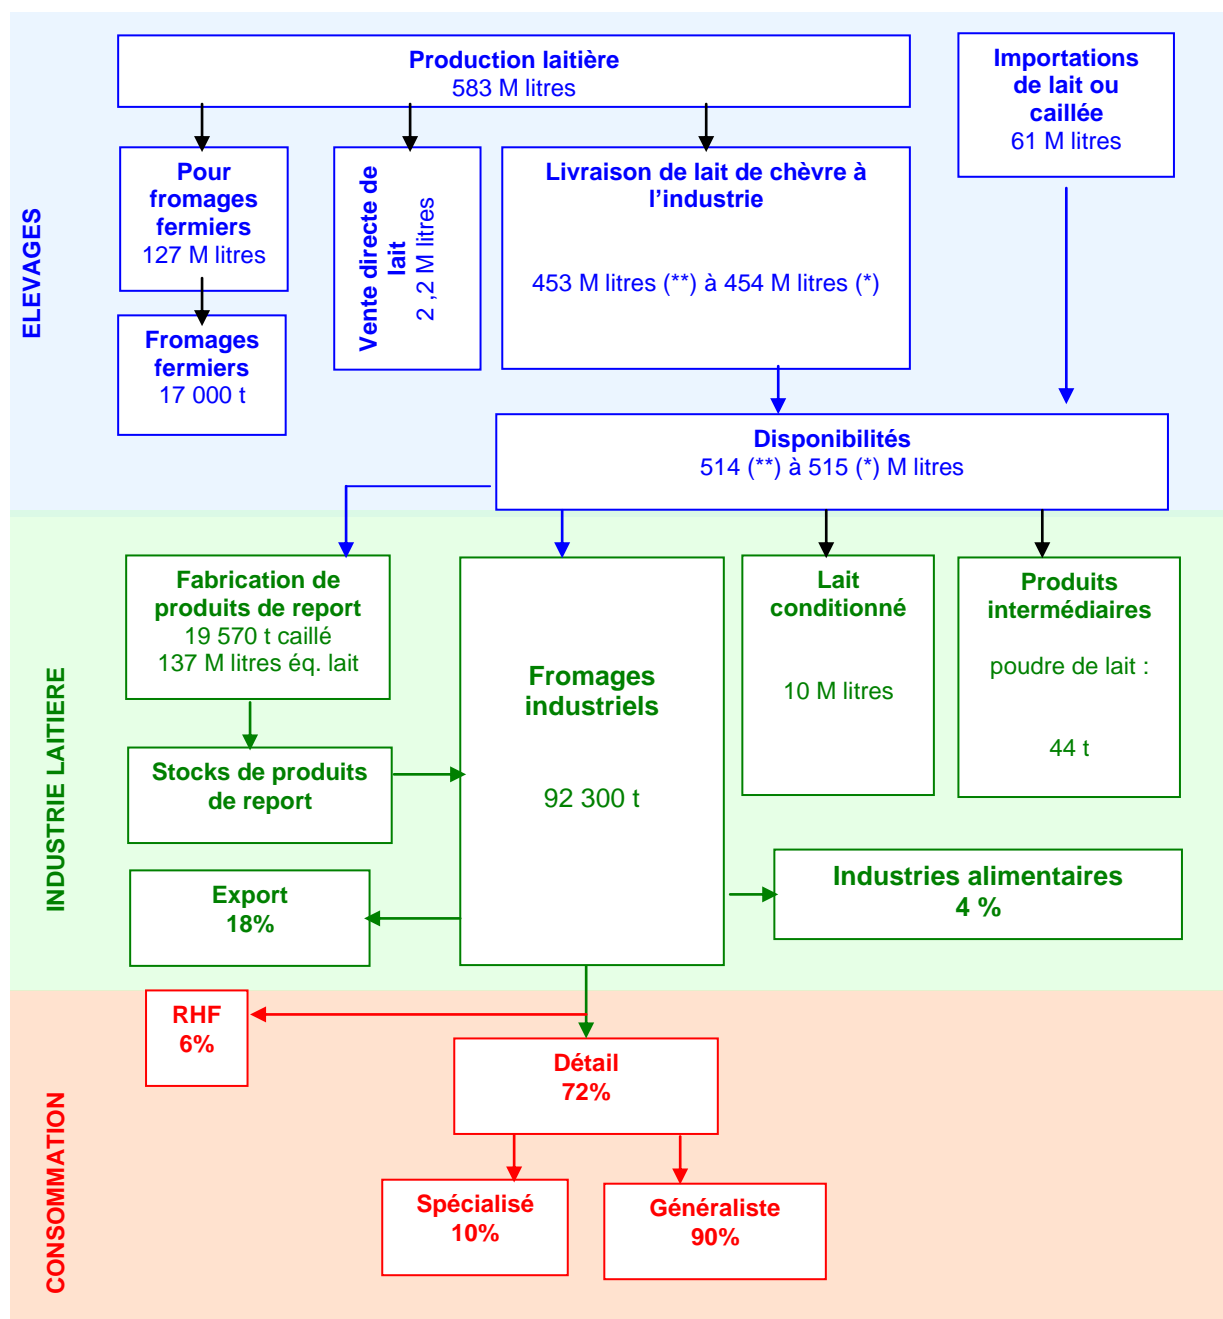 Production laitière
583 M litres
Importations
de lait ou
caillée
61 M litres
Pour
fromages
fermiers
127 M litres
Vente directe de
lait
2 ,2 M litres
Livraison de lait de chèvre à
l’industrie
453 M litres (**) à 454 M litres (*)
ELEVAGES
Fromages
fermiers
17 000 t
Disponibilités
514 (**) à 515 (*) M litres
Fabrication de
produits de report
19 570 t caillé
137 M litres éq. lait
Fromages
industriels
92 300 t
Lait
conditionné
10 M litres
Produits
intermédiaires
poudre de lait :
44 t
INDUSTRIE LAITIERE
Stocks de produits
de report
Export
18%
Industries alimentaires
4 %
RHF
6%
Détail
72%
CONSOMMATION
Spécialisé
10%
Généraliste
90%